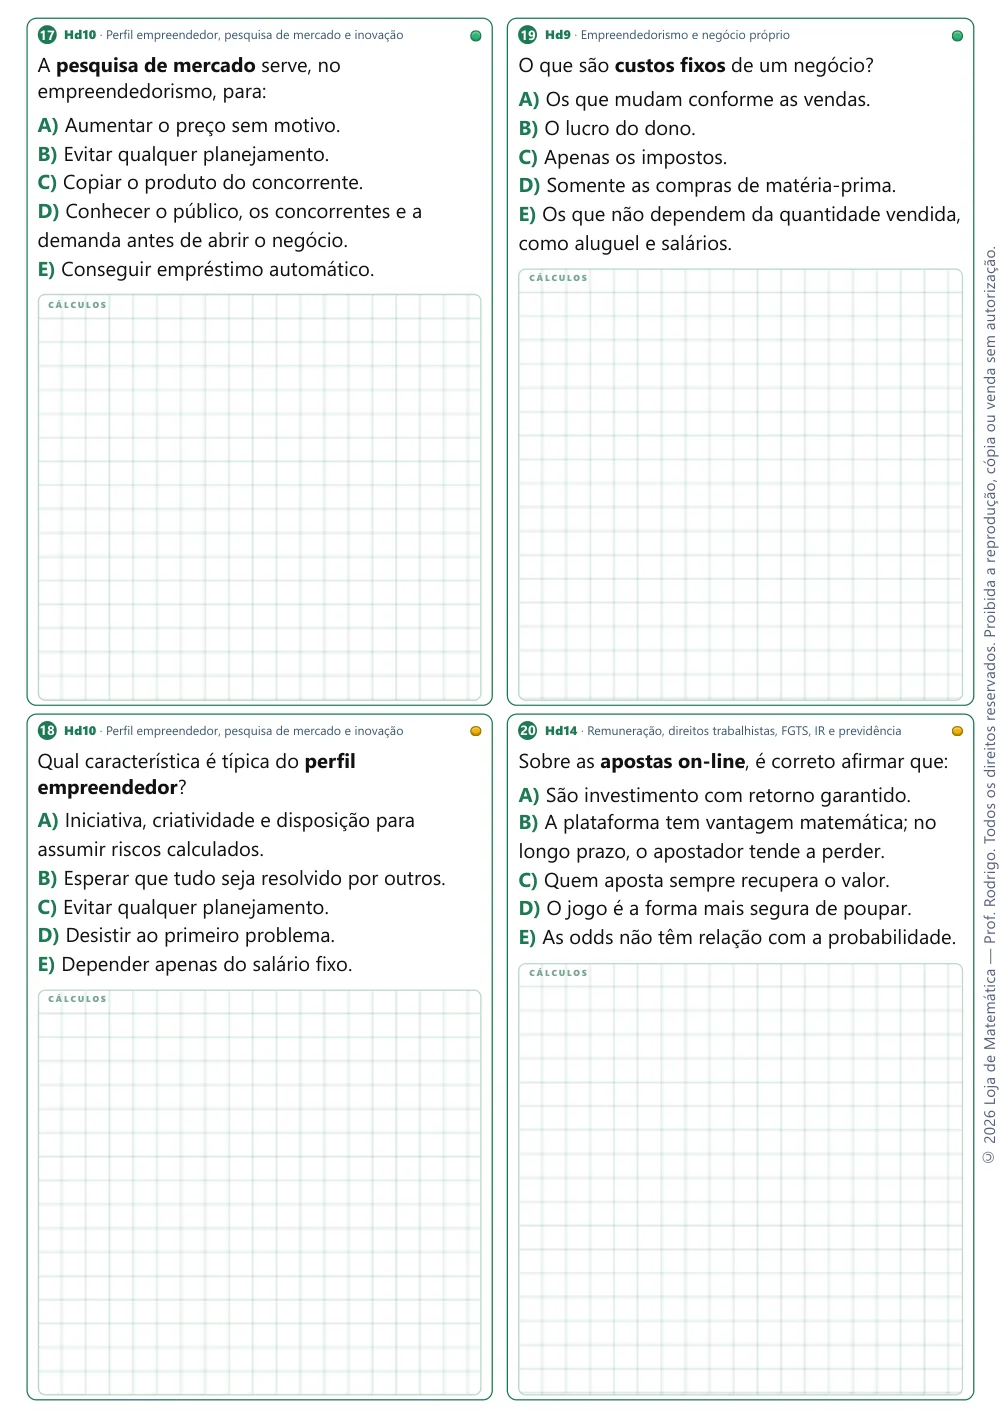 17 Hd10 · Perfil empreendedor, pesquisa de mercado e inovação
A pesquisa de mercado serve, no
empreendedorismo, para:
A) Aumentar o preço sem motivo.
B) Evitar qualquer planejamento.
C) Copiar o produto do concorrente.
D) Conhecer o público, os concorrentes e a
demanda antes de abrir o negócio.
E) Conseguir empréstimo automático.
CÁLCULOS
18 Hd10 · Perfil empreendedor, pesquisa de mercado e inovação
Qual característica é típica do perfil
empreendedor?
A) Iniciativa, criatividade e disposição para
assumir riscos calculados.
B) Esperar que tudo seja resolvido por outros.
C) Evitar qualquer planejamento.
D) Desistir ao primeiro problema.
E) Depender apenas do salário fixo.
CÁLCULOS
19 Hd9 · Empreendedorismo e negócio próprio
O que são custos fixos de um negócio?
A) Os que mudam conforme as vendas.
B) O lucro do dono.
C) Apenas os impostos.
D) Somente as compras de matéria-prima.
E) Os que não dependem da quantidade vendida,
como aluguel e salários.
CÁLCULOS
20 Hd14 · Remuneração, direitos trabalhistas, FGTS, IR e previdência
Sobre as apostas on-line, é correto afirmar que:
A) São investimento com retorno garantido.
B) A plataforma tem vantagem matemática; no
longo prazo, o apostador tende a perder.
C) Quem aposta sempre recupera o valor.
D) O jogo é a forma mais segura de poupar.
E) As odds não têm relação com a probabilidade.
CÁLCULOS
© 2026 Loja de Matemática — Prof. Rodrigo. Todos os direitos reservados. Proibida a reprodução, cópia ou venda sem autorização.